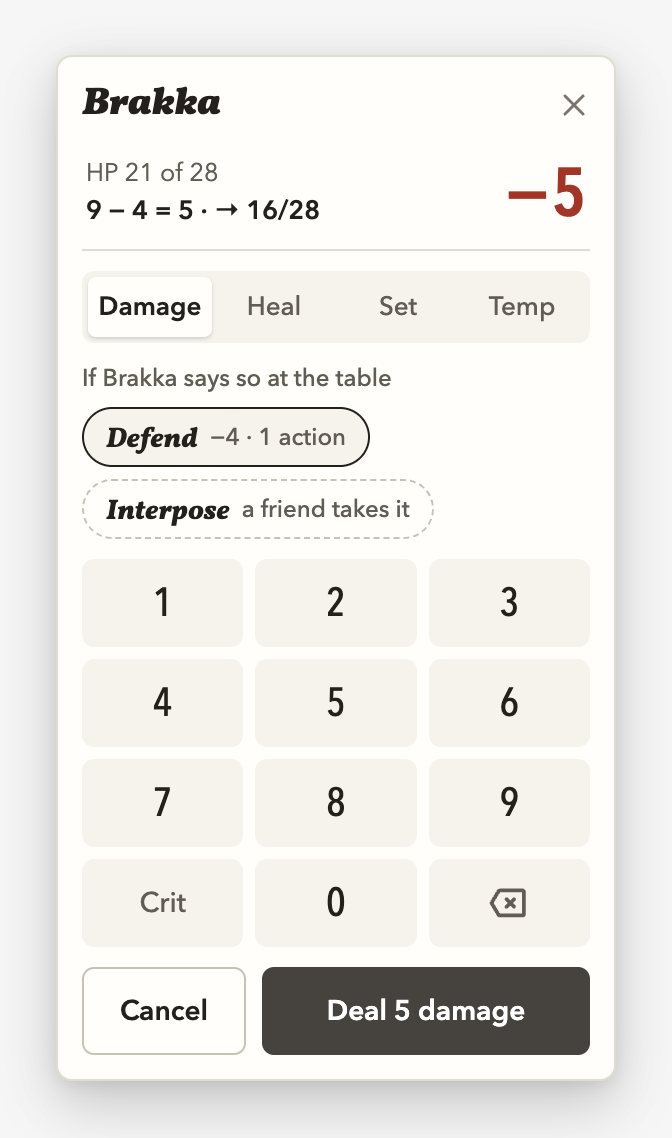 Brakka
HP 21 of 28
9 – 4 = 5 · → 16/28
–5
Damage Heal Set Temp
If Brakka says so at the table
Defend –4 · 1 action
Interpose a friend takes it
1 2 3
4 5 6
7 8 9
Crit 0
Cancel Deal 5 damage